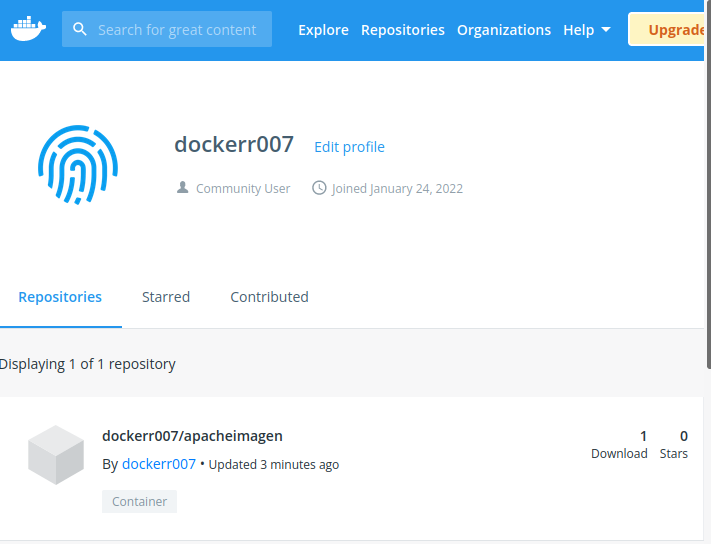 Search for great content
Explore Repositories Organizations Help Upgrade
dockerr007 Edit profile
Community User Joined January 24, 2022
Repositories Starred Contributed
Displaying 1 of 1 repository
dockerr007/apacheimagen 1 0
Download Stars
By dockerr007 • Updated 3 minutes ago
Container